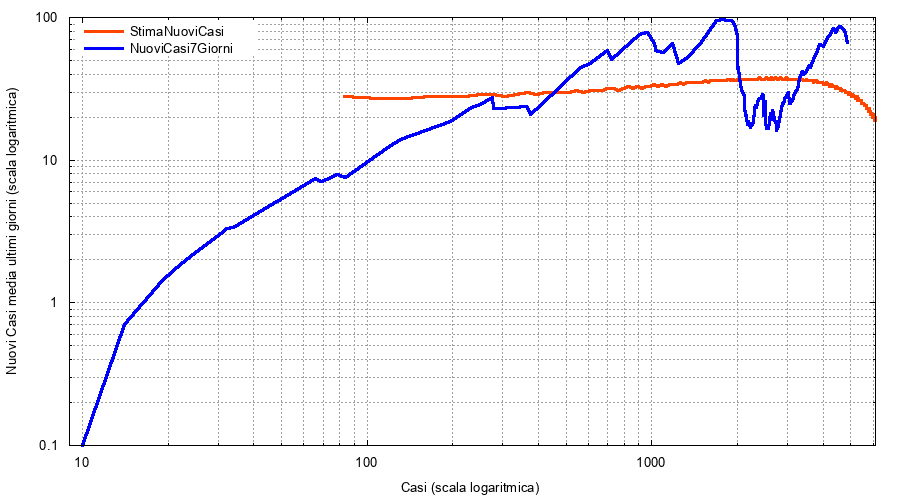 100
StimaNuoviCasi
NuoviCasi7Giorni
10
1
0.1
Nuovi Casi media ultimi giorni (scala logaritmica)
10
100
1000
Casi (scala logaritmica)